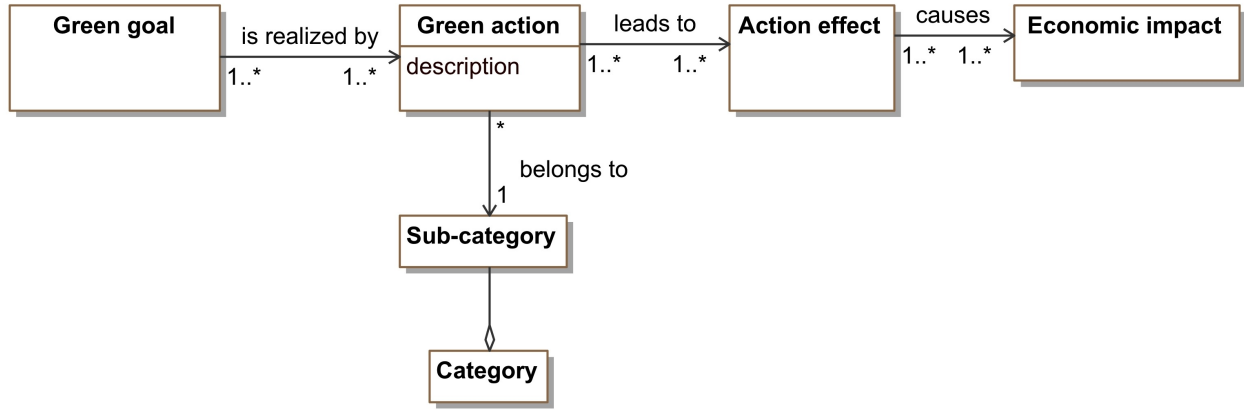 Green goal
is realized by
1..*
1..*
Green action
description
leads to
1..*
1..*
Action effect
causes
1..*
1..*
Economic impact
*
belongs to
1
Sub-category
Category